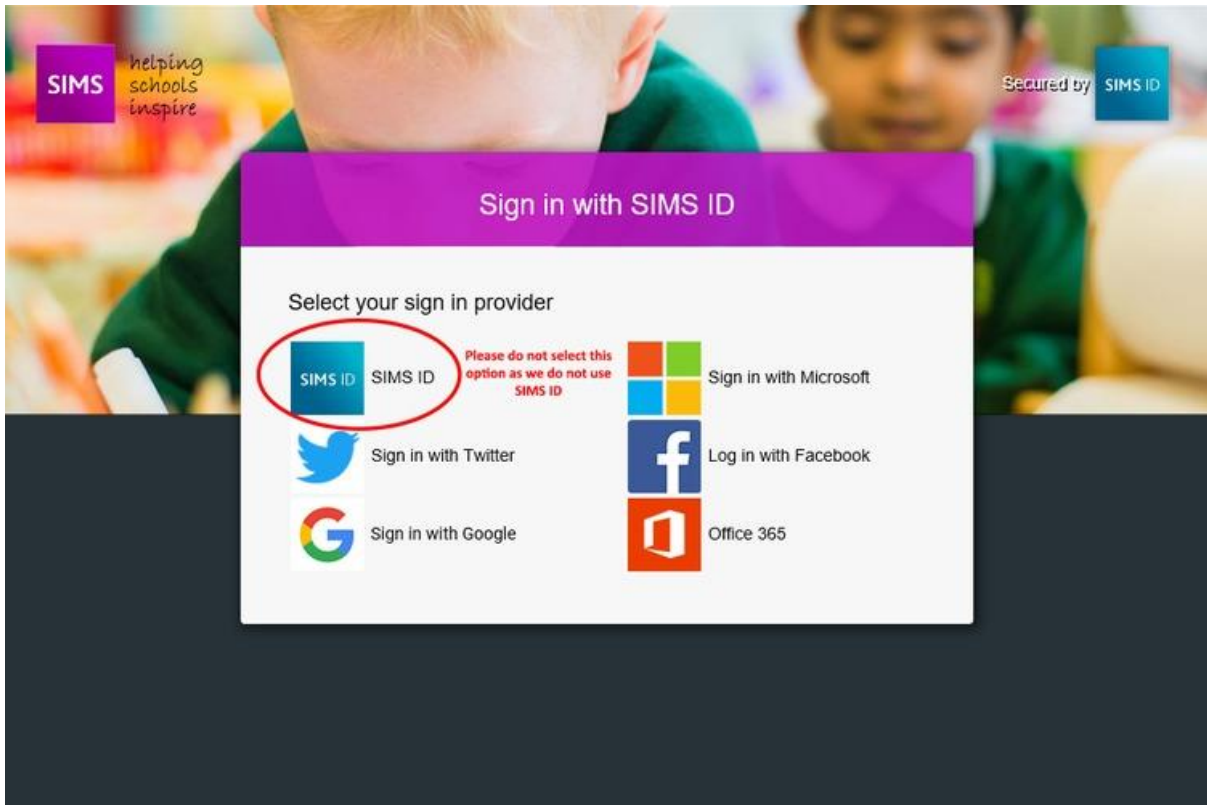 SIMS
helping
schools
inspire
Secured by
SIMS ID
Sign in with SIMS ID
Select your sign in provider
SIMS ID
SIMS ID
Please do not select this
option as we do not use
SIMS ID
Sign in with Microsoft
Sign in with Twitter
Log in with Facebook
Sign in with Google
Office 365